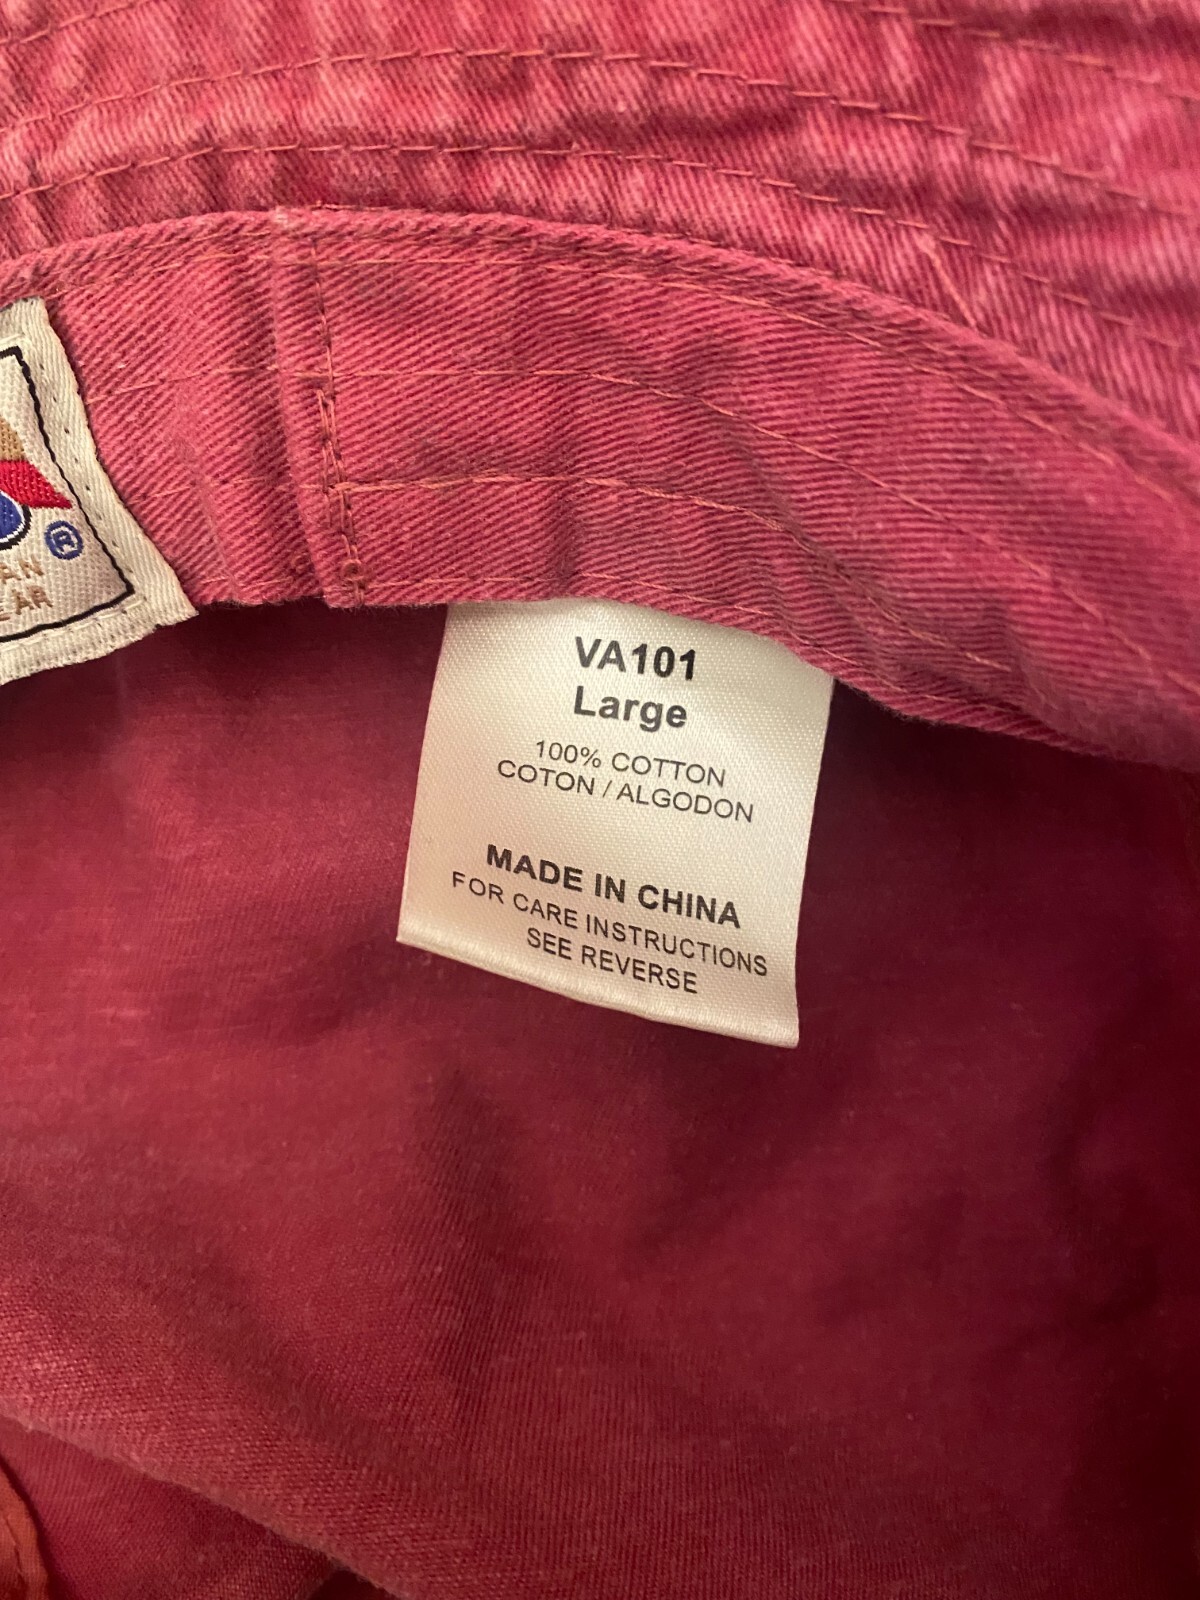 ®
VA101
Large
100% COTTON
COTON / ALGODON
MADE IN CHINA
FOR CARE INSTRUCTIONS
SEE REVERSE